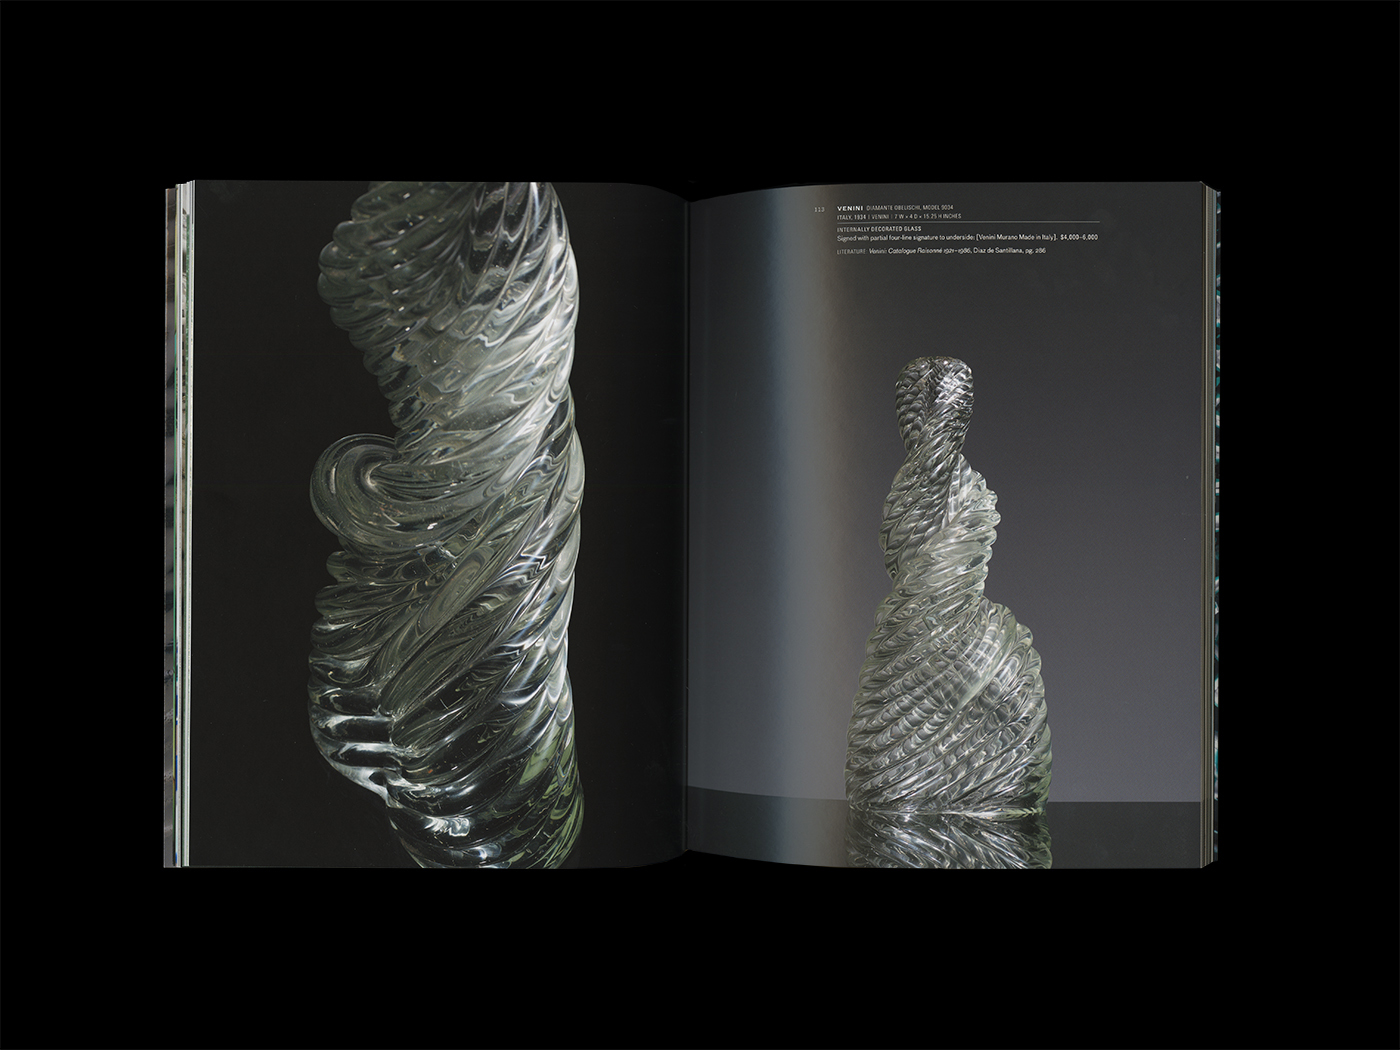 113
VENINI DIAMANTE OBELISCHI, MODEL 9034
ITALY, 1934 | VENINI | 7 W × 4 D × 15.25 H INCHES
INTERNALLY DECORATED GLASS
Signed with partial four-line signature to underside: [Venini Murano Made in Italy]. $4,000–6,000
LITERATURE: Venini: Catalogue Raisonné 1921–1986, Diaz de Santillana, pg. 286